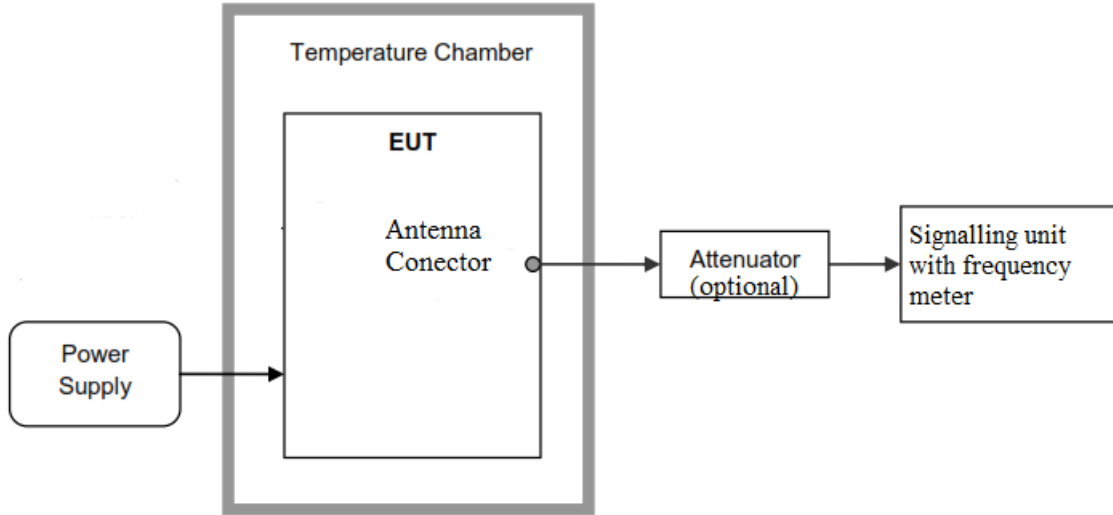 Temperature Chamber
EUT
Antenna
Conector
Attenuator
(optional)
Signalling unit
with frequency
meter
Power
Supply